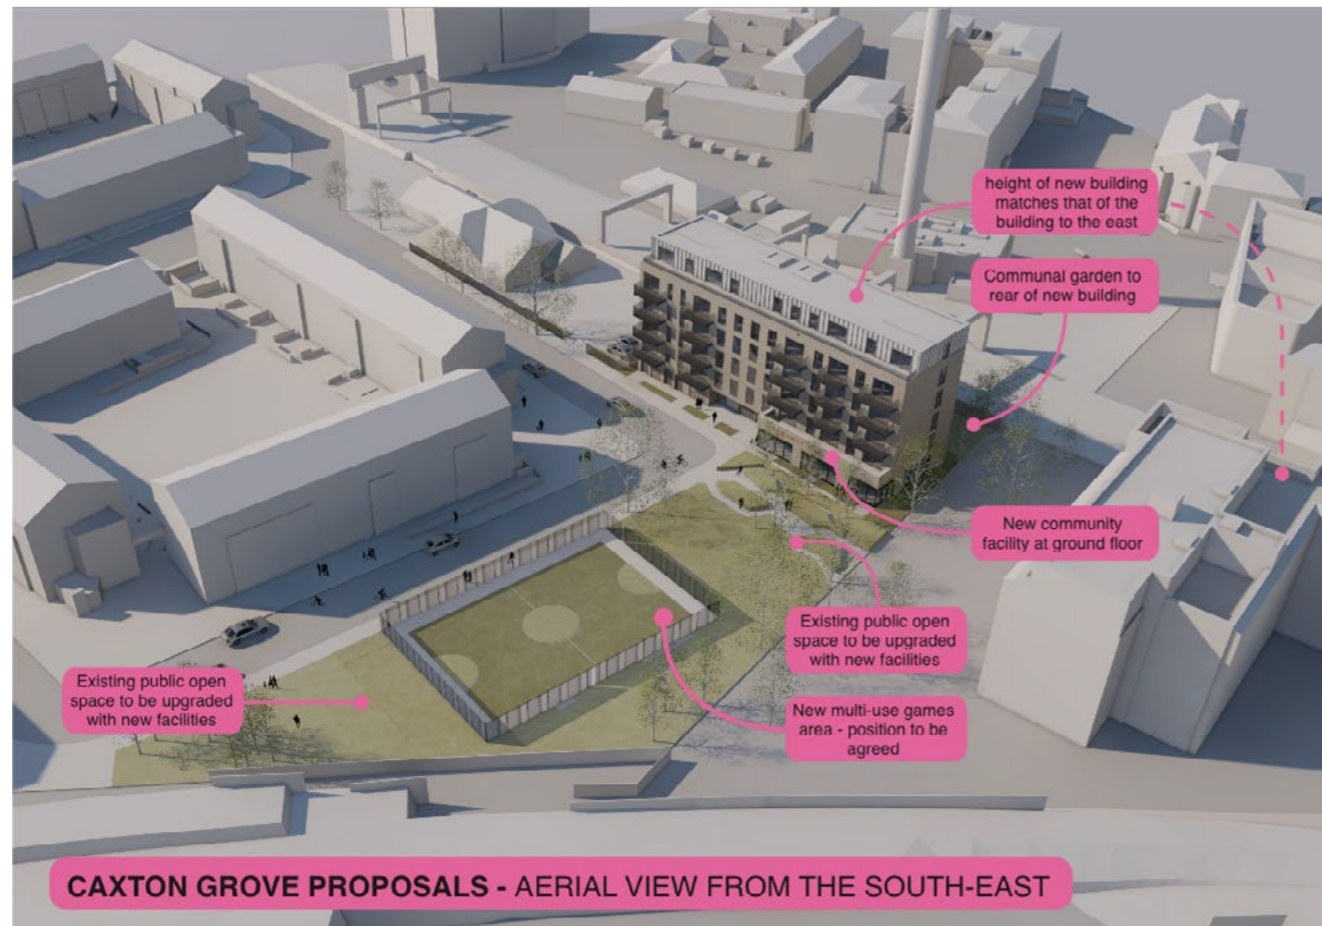 height of new building
matches that of the
building to the east
Communal garden to
rear of new building
New community
facility at ground floor
Existing public open
space to be upgraded
with new facilities
Existing public open
space to be upgraded
with new facilities
New multi-use games
area - position to be
agreed
CAXTON GROVE PROPOSALS - AERIAL VIEW FROM THE SOUTH-EAST